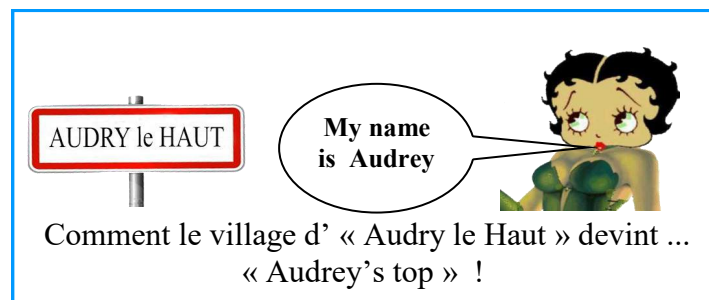 AUDRY le HAUT
My name
is Audrey
Comment le village d’ « Audry le Haut » devint ...
« Audrey’s top » !